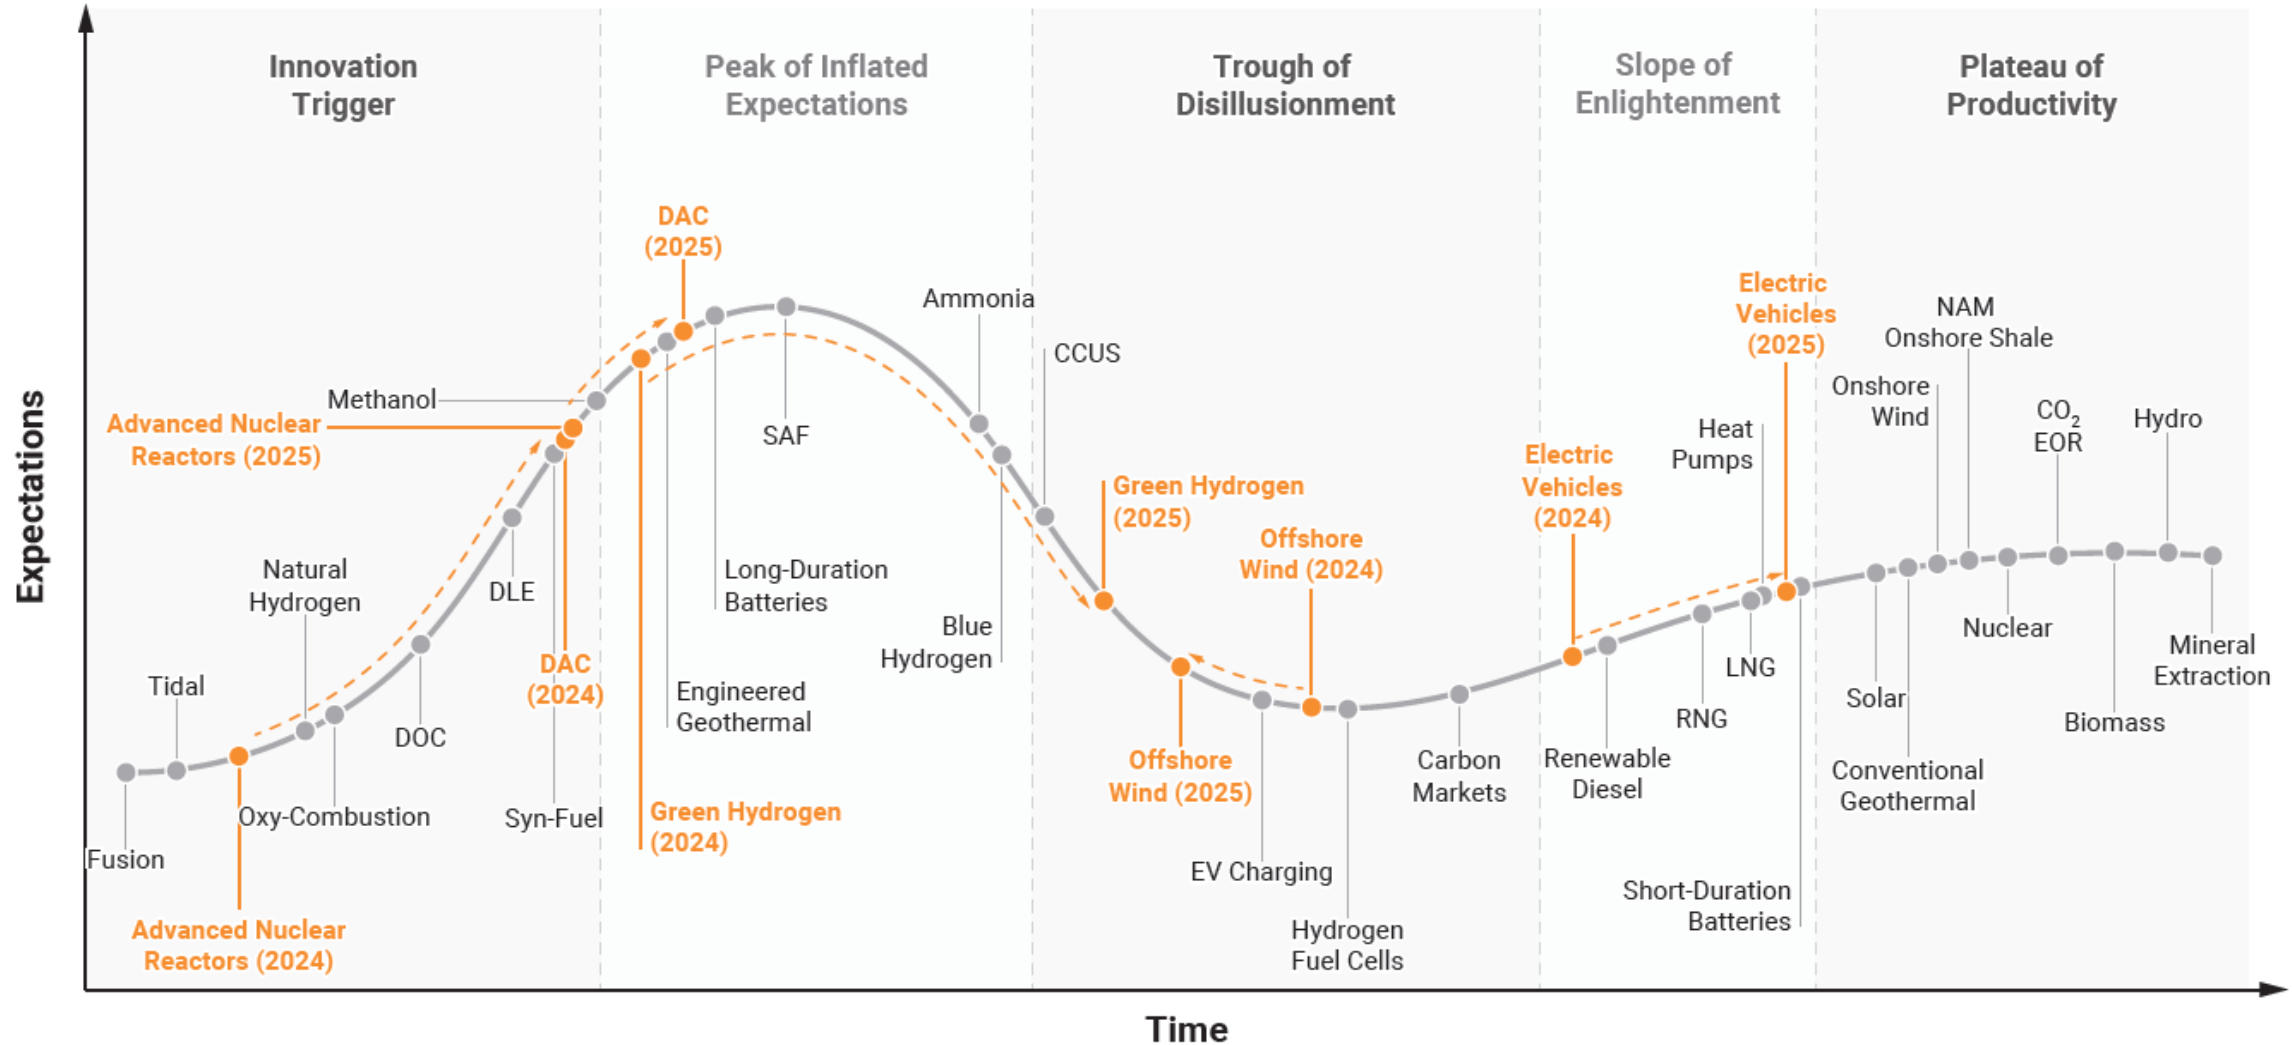 Innovation
Trigger
Peak of Inflated
Expectations
Trough of
Disillusionment
Slope of
Enlightenment
Plateau of
Productivity
Expectations
Time
Fusion
Tidal
Advanced Nuclear
Reactors (2024)
Natural
Hydrogen
Oxy-Combustion
DOC
DLE
Syn-Fuel
DAC
(2024)
Advanced Nuclear
Reactors (2025)
Methanol
Green Hydrogen
(2024)
Engineered
Geothermal
DAC
(2025)
Long-Duration
Batteries
SAF
Ammonia
Blue
Hydrogen
CCUS
Green Hydrogen
(2025)
Offshore
Wind (2025)
EV Charging
Offshore
Wind (2024)
Hydrogen
Fuel Cells
Carbon
Markets
Electric
Vehicles
(2024)
Renewable
Diesel
RNG
LNG
Heat
Pumps
Electric
Vehicles
(2025)
Short-Duration
Batteries
Solar
Conventional
Geothermal
Onshore
Wind
NAM
Onshore Shale
Nuclear
CO₂
EOR
Biomass
Hydro
Mineral
Extraction